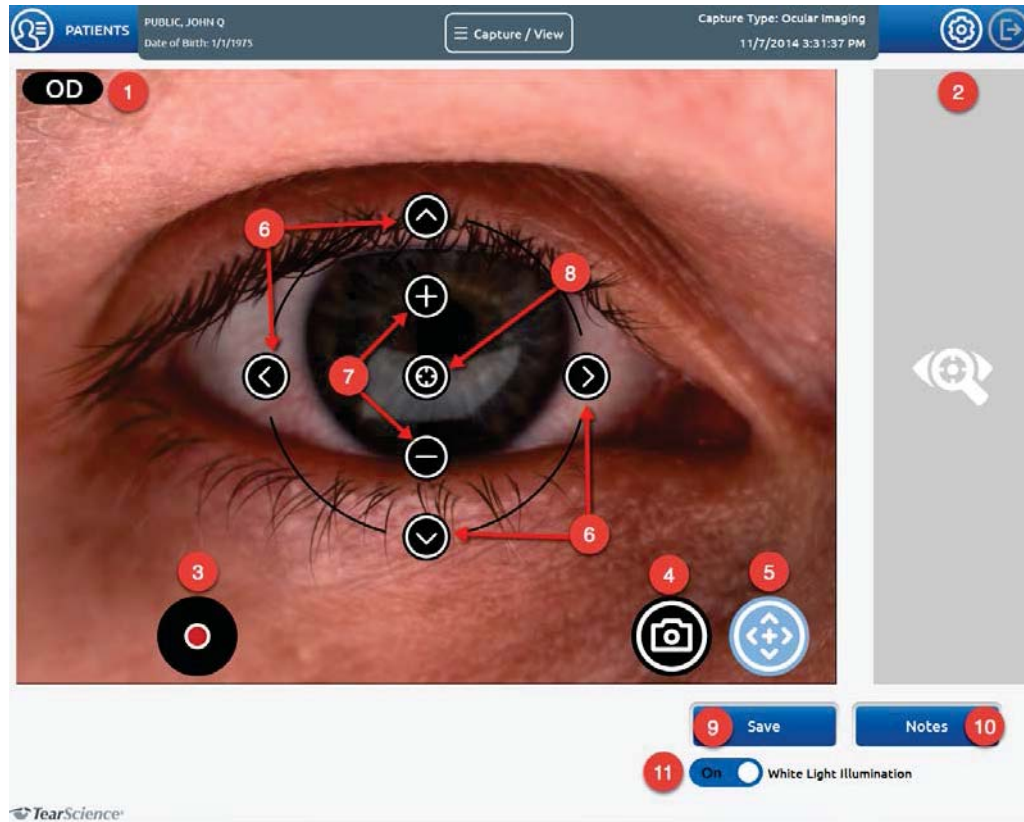 PATIENTS
PUBLIC, JOHN Q
Date of Birth: 1/1/1975
☰ Capture / View
Capture Type: Ocular Imaging
11/7/2014 3:31:37 PM
OD
1
2
6
8
7
6
3
4
5
9
Save
Notes
10
11
On
White Light Illumination
TearScience